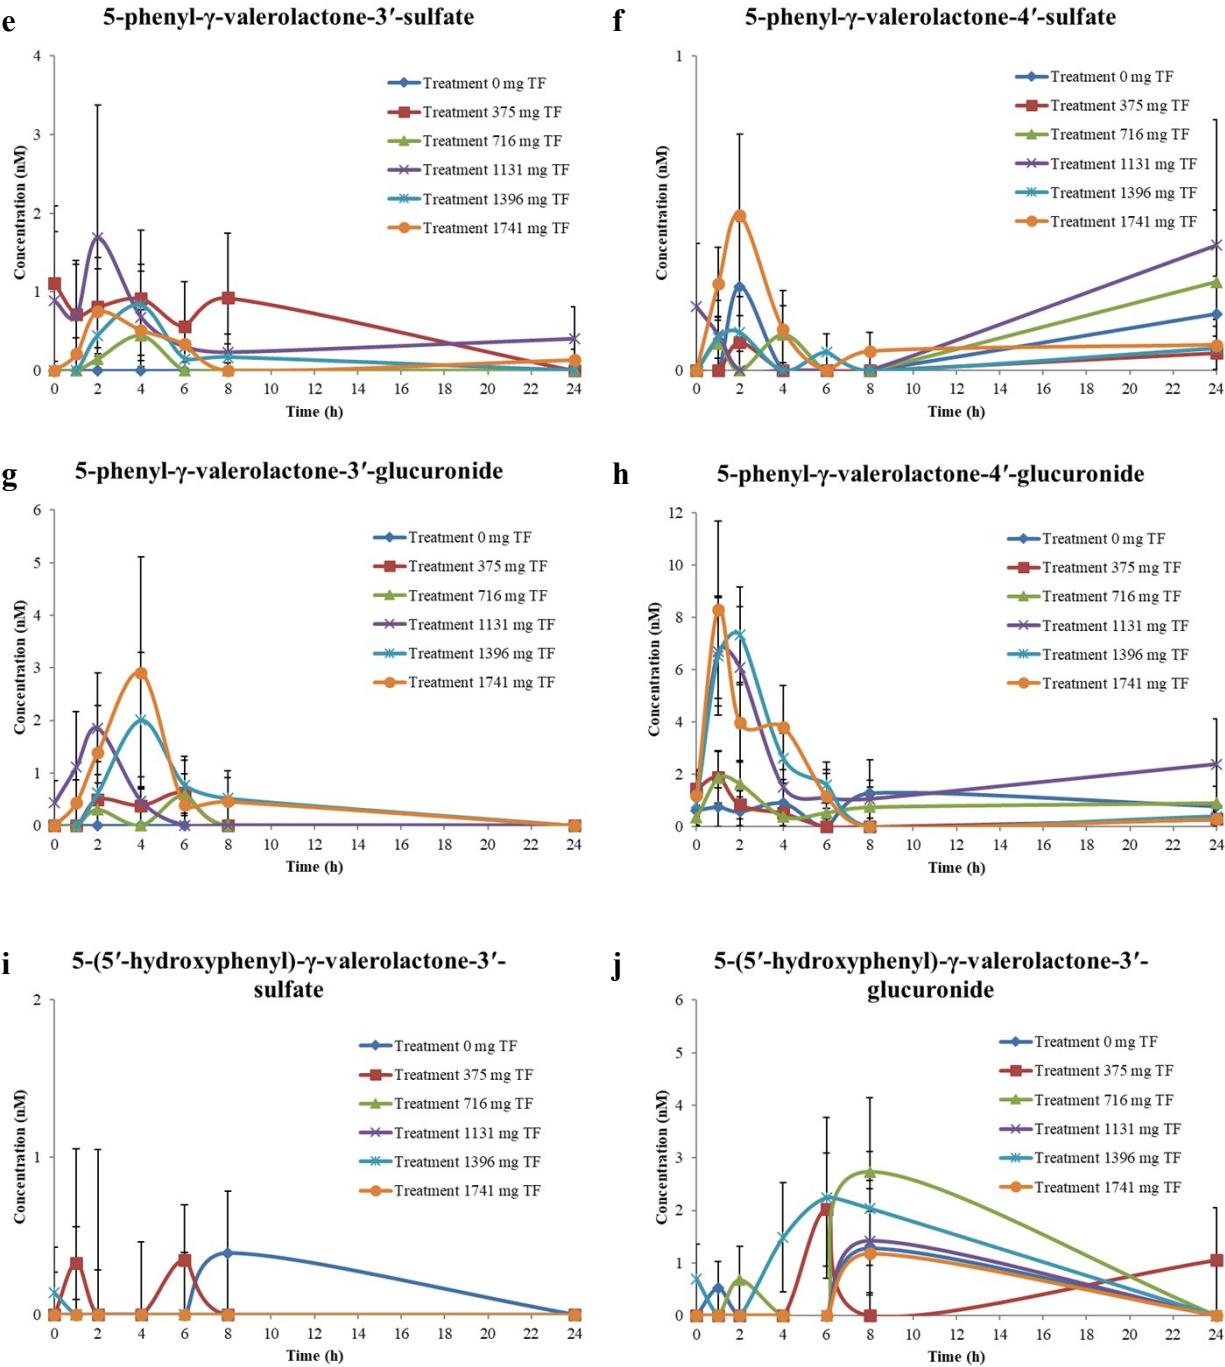 e
5-phenyl-γ-valerolactone-3′-sulfate
4
3
2
1
0
Concentration (nM)
Treatment 0 mg TF
Treatment 375 mg TF
Treatment 716 mg TF
Treatment 1131 mg TF
Treatment 1396 mg TF
Treatment 1741 mg TF
0 2 4 6 8 10 12 14 16 18 20 22 24
Time (h)
f
5-phenyl-γ-valerolactone-4′-sulfate
1
0
Concentration (nM)
Treatment 0 mg TF
Treatment 375 mg TF
Treatment 716 mg TF
Treatment 1131 mg TF
Treatment 1396 mg TF
Treatment 1741 mg TF
0 2 4 6 8 10 12 14 16 18 20 22 24
Time (h)
g
5-phenyl-γ-valerolactone-3′-glucuronide
6
5
4
3
2
1
0
Concentration (nM)
Treatment 0 mg TF
Treatment 375 mg TF
Treatment 716 mg TF
Treatment 1131 mg TF
Treatment 1396 mg TF
Treatment 1741 mg TF
0 2 4 6 8 10 12 14 16 18 20 22 24
Time (h)
h
5-phenyl-γ-valerolactone-4′-glucuronide
12
10
8
6
4
2
0
Concentration (nM)
Treatment 0 mg TF
Treatment 375 mg TF
Treatment 716 mg TF
Treatment 1131 mg TF
Treatment 1396 mg TF
Treatment 1741 mg TF
0 2 4 6 8 10 12 14 16 18 20 22 24
Time (h)
i
5-(5′-hydroxyphenyl)-γ-valerolactone-3′-
sulfate
2
1
0
Concentration (nM)
Treatment 0 mg TF
Treatment 375 mg TF
Treatment 716 mg TF
Treatment 1131 mg TF
Treatment 1396 mg TF
Treatment 1741 mg TF
0 2 4 6 8 10 12 14 16 18 20 22 24
Time (h)
j
5-(5′-hydroxyphenyl)-γ-valerolactone-3′-
glucuronide
6
5
4
3
2
1
0
Concentration (nM)
Treatment 0 mg TF
Treatment 375 mg TF
Treatment 716 mg TF
Treatment 1131 mg TF
Treatment 1396 mg TF
Treatment 1741 mg TF
0 2 4 6 8 10 12 14 16 18 20 22 24
Time (h)